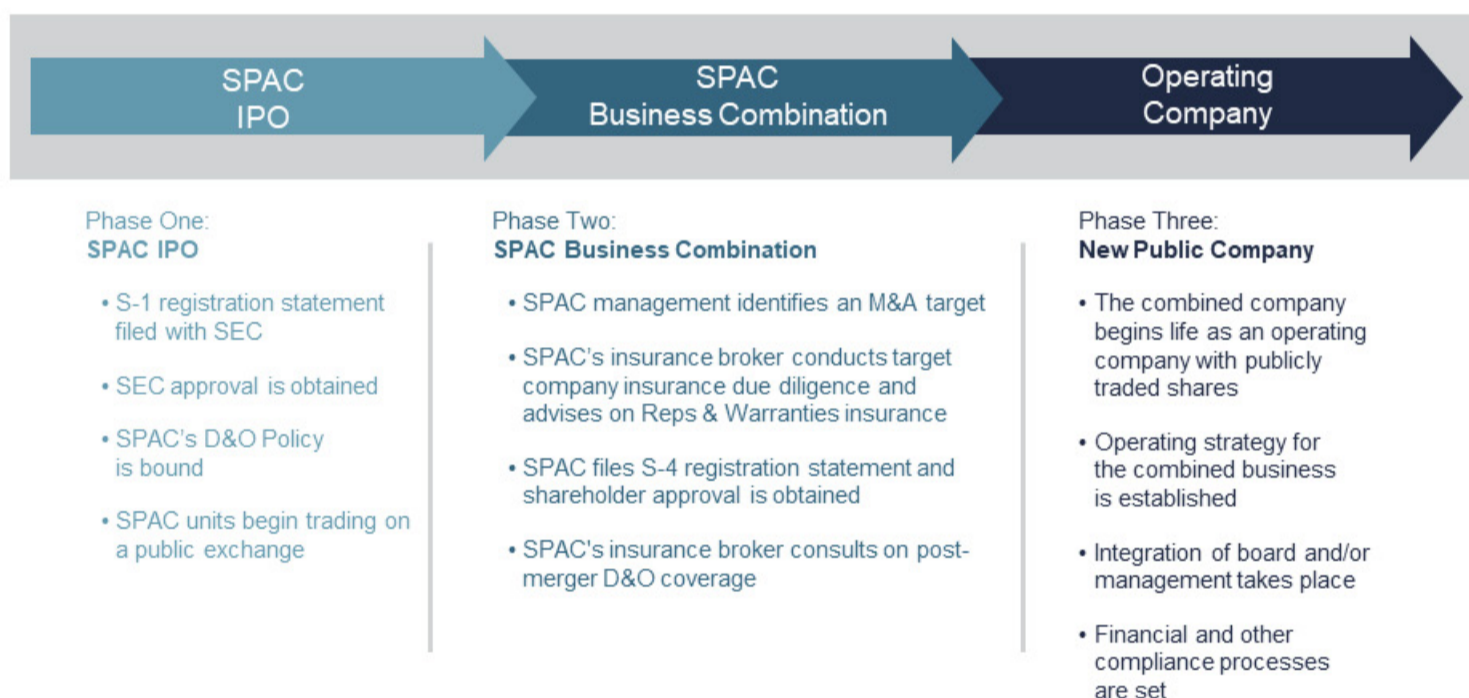 SPAC
IPO
SPAC
Business Combination
Operating
Company
Phase One:
SPAC IPO
• S-1 registration statement
filed with SEC
• SEC approval is obtained
• SPAC's D&O Policy
is bound
• SPAC units begin trading on
a public exchange
Phase Two:
SPAC Business Combination
• SPAC management identifies an M&A target
• SPAC's insurance broker conducts target
company insurance due diligence and
advises on Reps & Warranties insurance
• SPAC files S-4 registration statement and
shareholder approval is obtained
• SPAC's insurance broker consults on post-
merger D&O coverage
Phase Three:
New Public Company
• The combined company
begins life as an operating
company with publicly
traded shares
• Operating strategy for
the combined business
is established
• Integration of board and/or
management takes place
• Financial and other
compliance processes
are set